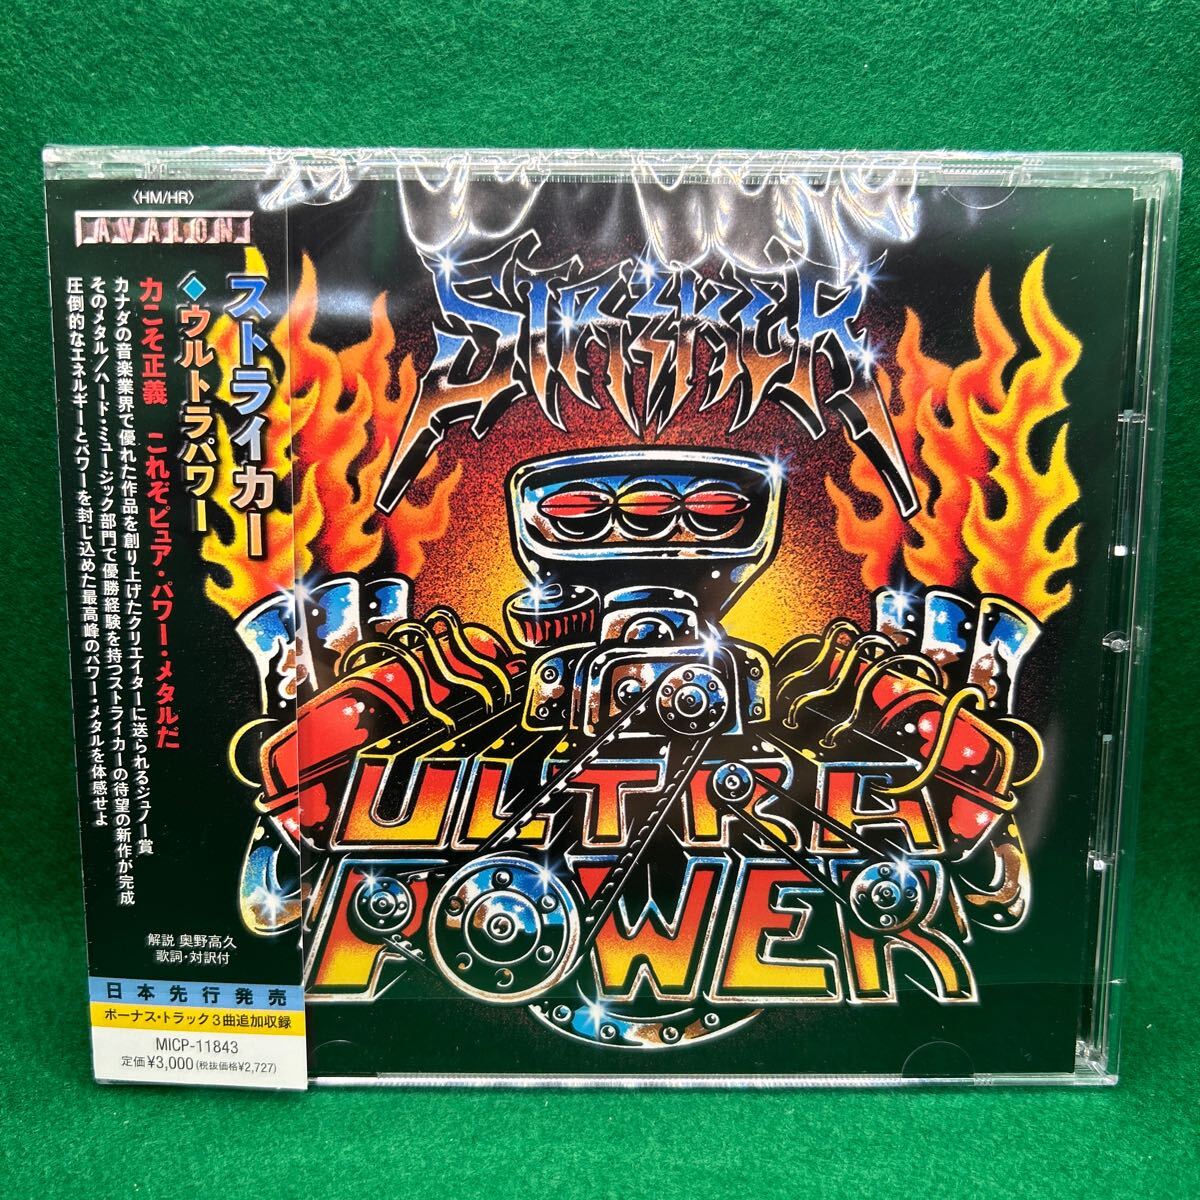 〈HM/HR〉
AVALON
ストライカー
◆ウルトラパワー
力こそ正義　これぞピュア・パワー・メタルだ
カナダの音楽業界で優れた作品を創り上げたクリエイターに送られるジュノー賞
そのメタル/ハード・ミュージック部門で優勝経験を持つストライカーの待望の新作が完成
圧倒的なエネルギーとパワーを封じ込めた最高峰のパワー・メタルを体感せよ
解説 奥野高久
歌詞・対訳付
日本先行発売
ボーナス・トラック3曲追加収録
MICP-11843
定価¥3,000(税抜価格¥2,727)
STRIKER
ULTRA
POWER